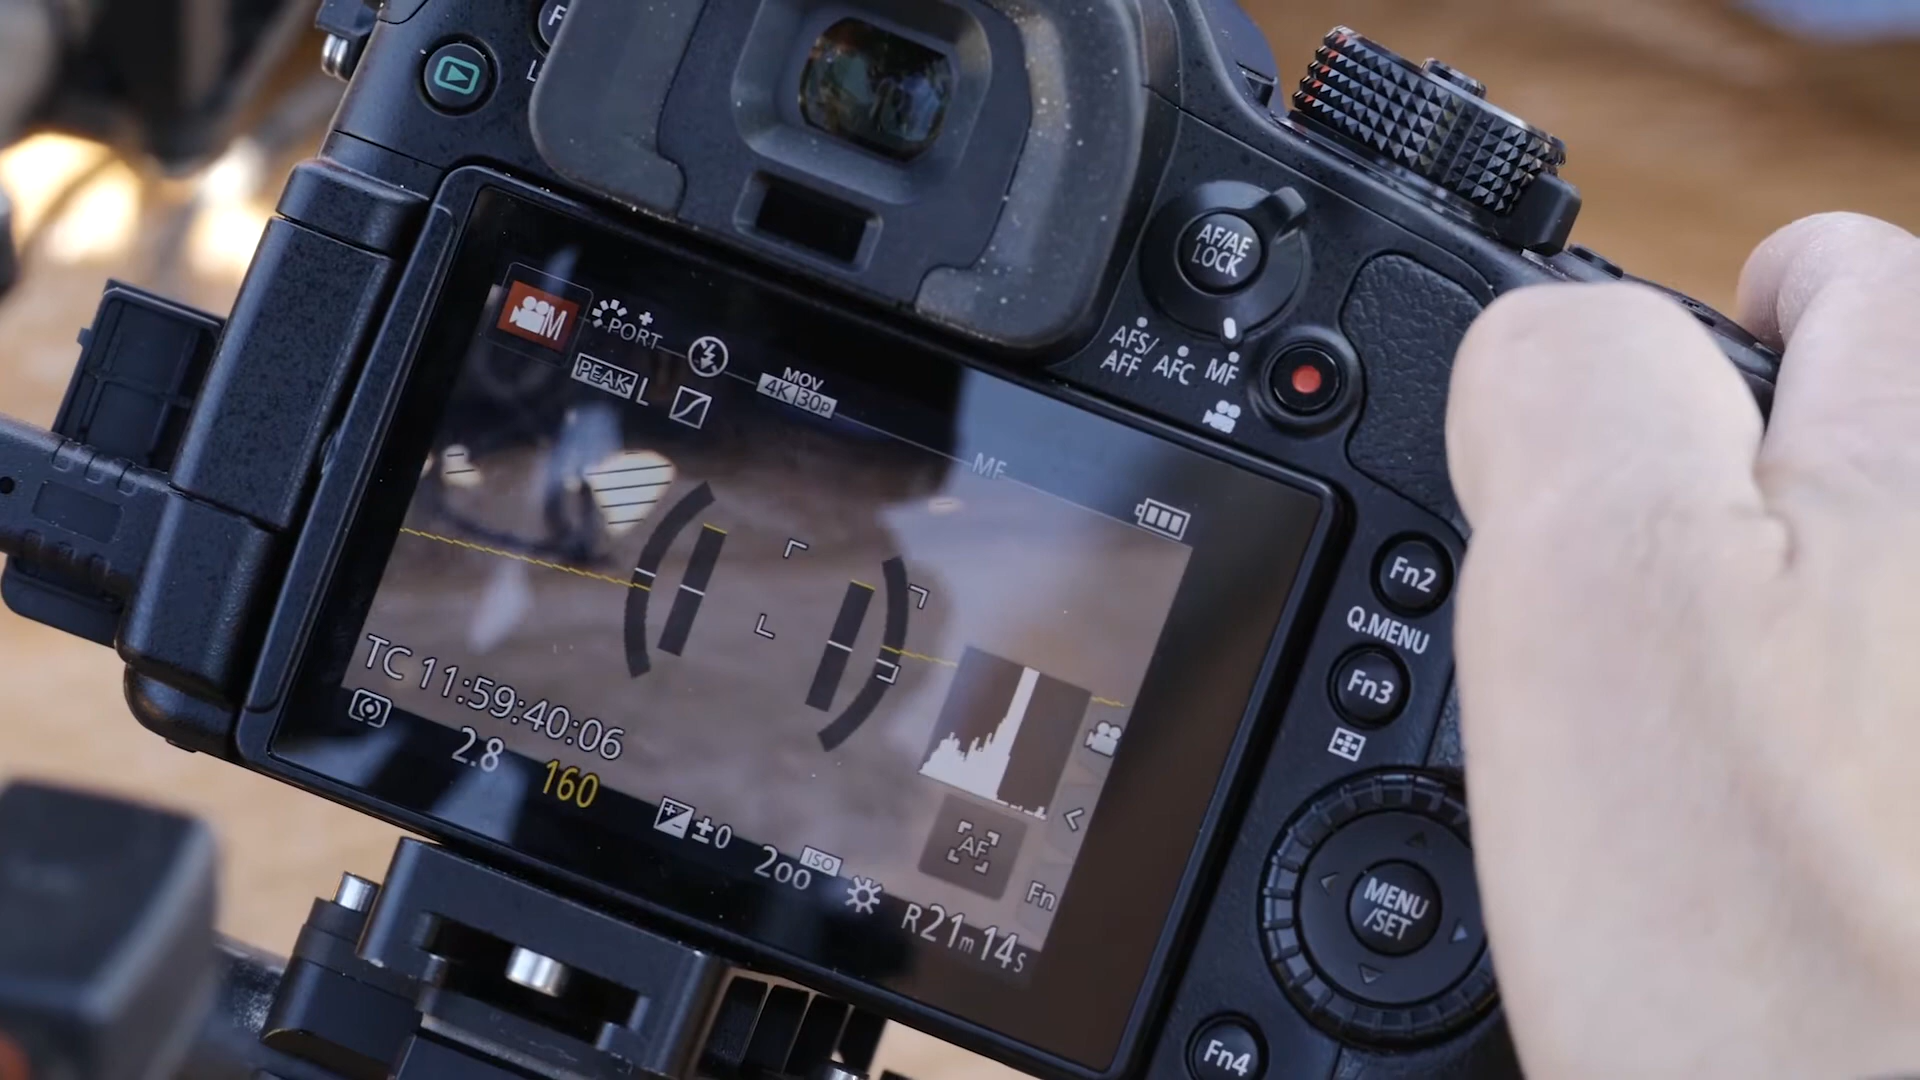 AF/AE
LOCK
AFS/
AFF
AFC
MF
M
PORT
PEAK L
MOV
4K 30p
MF
Fn2
Q.MENU
Fn3
TC 11:59:40:06
2.8
160
±0
ISO
200
AF
Fn
R21m14s
MENU
/SET
Fn4